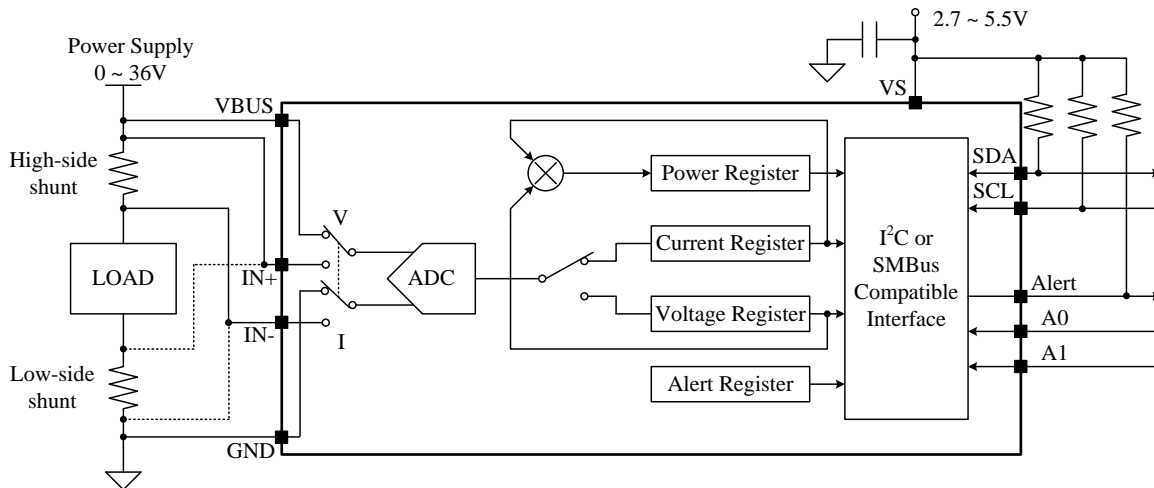 Power Supply
0 ~ 36V
2.7 ~ 5.5V
VS
VBUS
High-side
shunt
LOAD
Low-side
shunt
IN+
IN-
GND
V
I
ADC
Power Register
Current Register
Voltage Register
Alert Register
I²C or
SMBus
Compatible
Interface
SDA
SCL
Alert
A0
A1